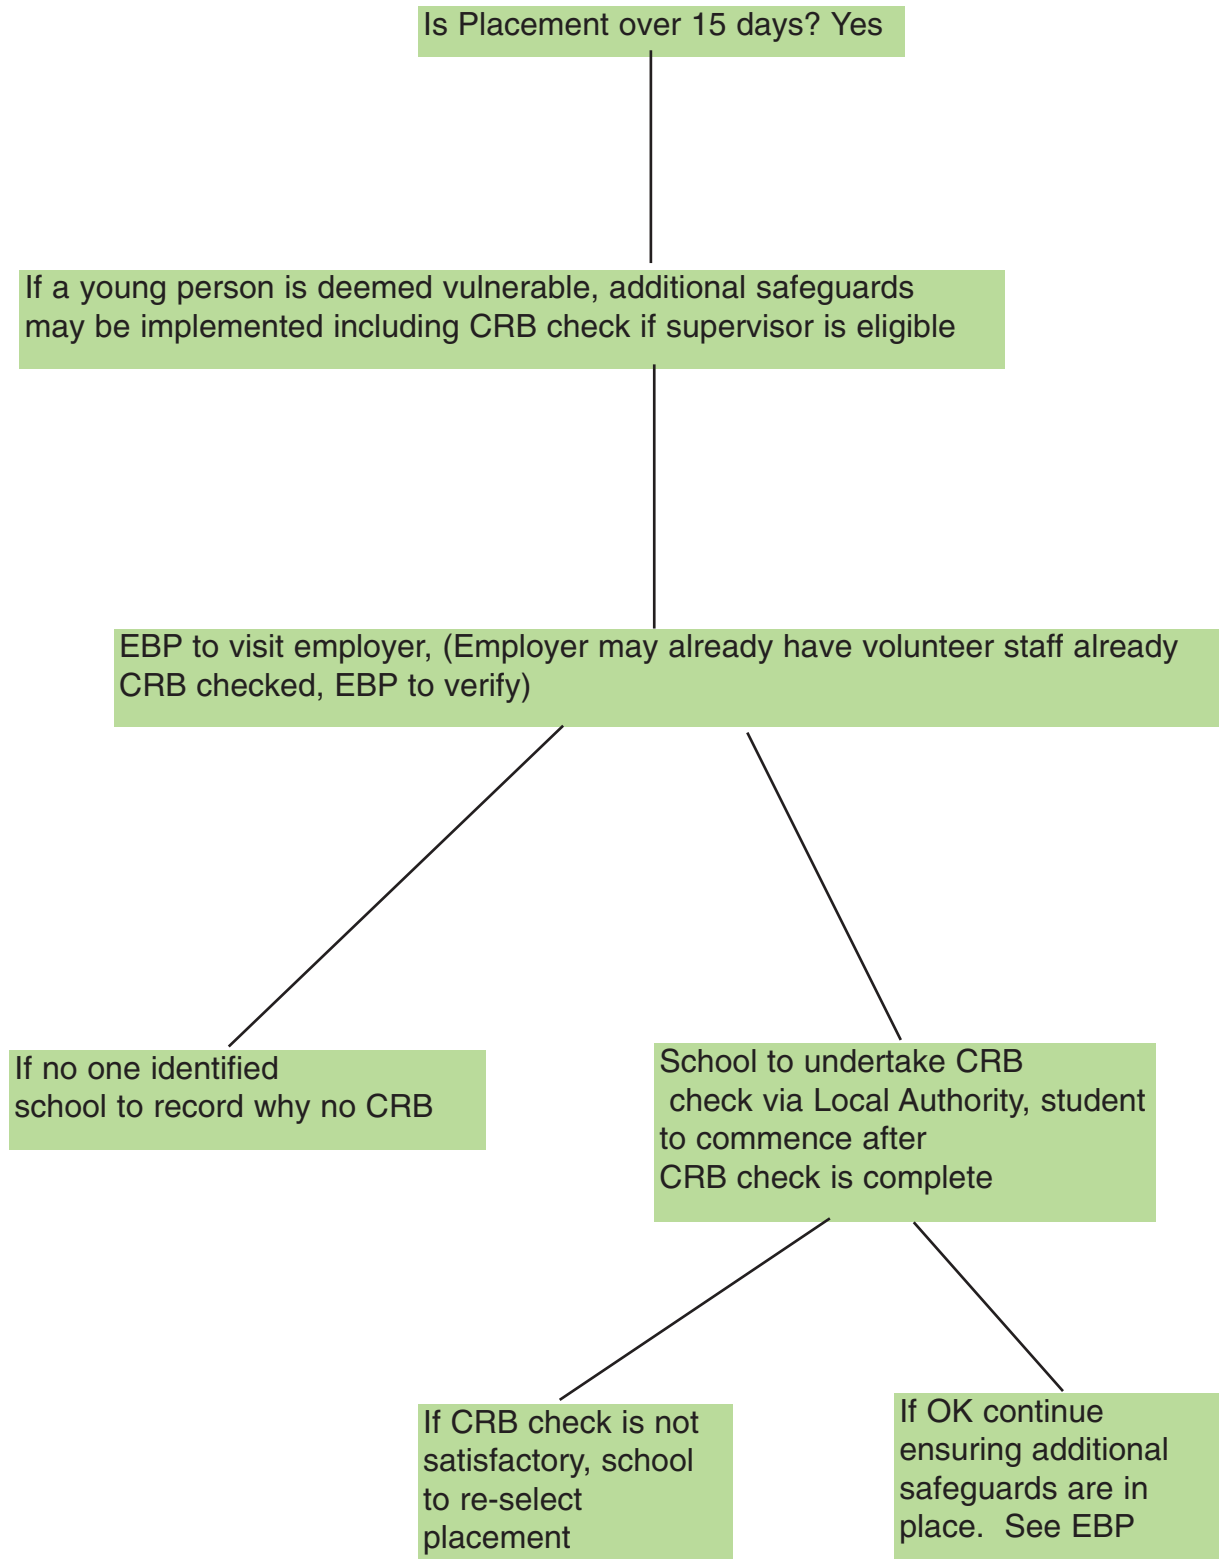 Is Placement over 15 days? Yes
If a young person is deemed vulnerable, additional safeguards
may be implemented including CRB check if supervisor is eligible
EBP to visit employer, (Employer may already have volunteer staff already
CRB checked, EBP to verify)
If no one identified
school to record why no CRB
School to undertake CRB
check via Local Authority, student
to commence after
CRB check is complete
If CRB check is not
satisfactory, school
to re-select
placement
If OK continue
ensuring additional
safeguards are in
place.  See EBP